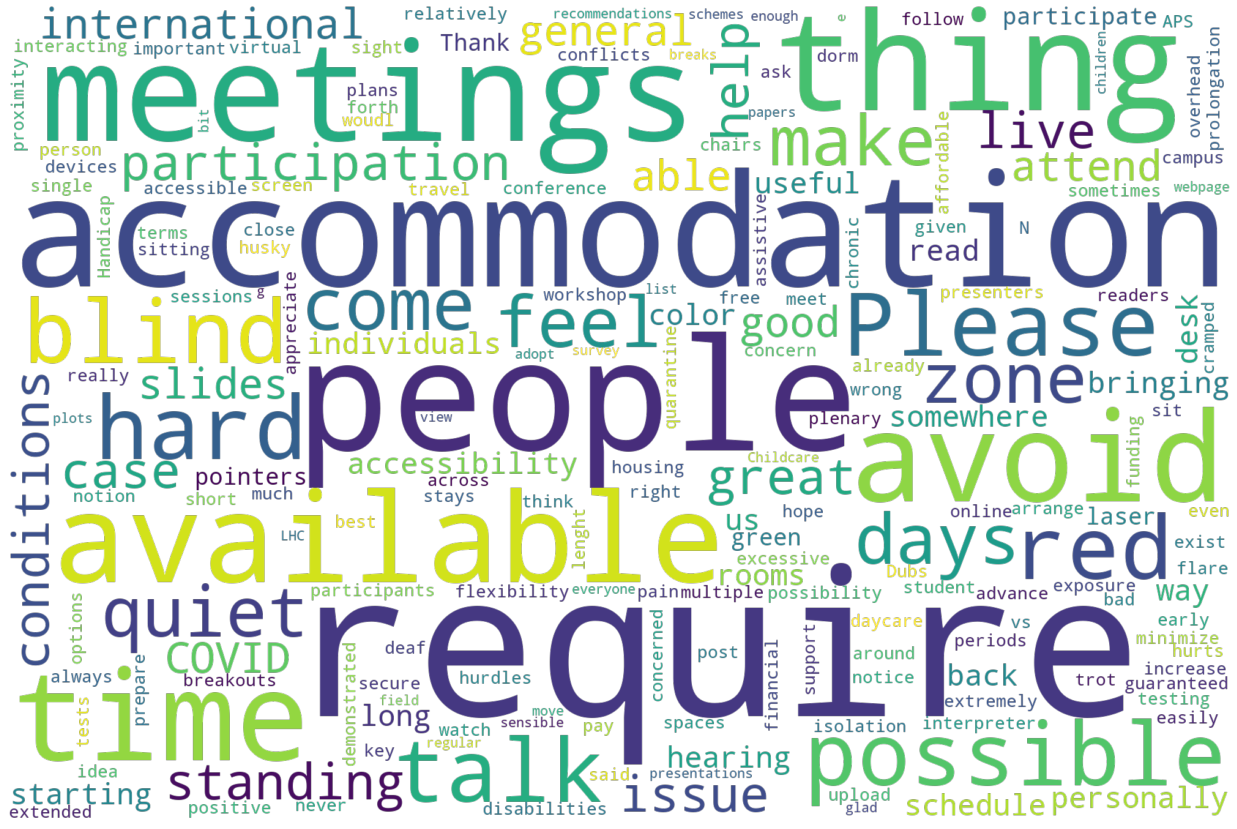 international
relatively
recommendations schemes enough
e
follow
participate APS
interacting important virtual sight
Thank
general
conflicts breaks
help
ask
dorm
thing
children
overhead
prolongation
proximity
meetings
bit
plans
forth
woudl
papers
chairs
make
live
affordable
person
devices
participation
able
useful
attend
campus
single
accessible screen
travel
conference
sometimes webpage
accommodation
Handicap
terms
sitting
close
husky
assistive
chronic
given
read
N
blind
sessions
g
appreciate
come
feel
workshop
list
color
free meet
good
Please
presenters
readers
desk
cramped
individuals
adopt
survey
quarantine
concern
already
zone
bringing
conditions
really
slides
plots
hard
people
view
wrong
plenary
somewhere
sit
avoid
funding
case
pointers
accessibility
across
housing
Childcare
great
notion
short
much
stays
right
available
best
LHC
think
lenght
us
green
hope
excessive
rooms
days
online
arrange
laser
even
red
exist
flare
Dubs
options
participants
flexibility
everyone
pain
multiple
possibility
student
advance
exposure
bad
way
quiet
require
daycare
vs
periods
early
minimize
hurts
COVID
deaf
demonstrated
concerned
post
financial
support
around
notice
back
trot
increase
guaranteed
always
prepare
breakouts
secure
hurdles
extremely
testing
time
tests
field
long
move
sensible
spaces
isolation
interpreter
easily
key
watch
regular
pay
said
hearing
possible
idea
standing
talk
presentations
starting
positive
never
disabilities
issue
upload
glad
schedule
personally
extended